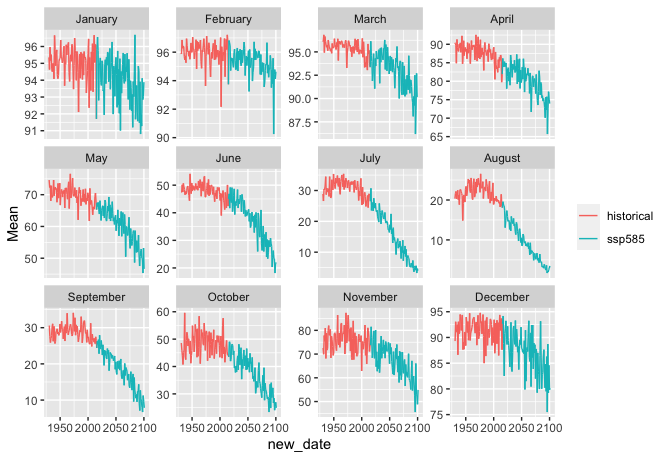 January February March April
96 95 94 93 92 91
96 94 92 90
95.0 92.5 90.0 87.5
90 85 80 75 70 65
May June July August
70 60 50
50 40 30 20
30 20 10
20 10
historical
ssp585
September October November December
30 20 10
60 50 40 30
80 70 60 50
95 90 85 80 75
1950 2000 2050 2100 1950 2000 2050 2100 1950 2000 2050 2100 1950 2000 2050 2100
Mean
new_date